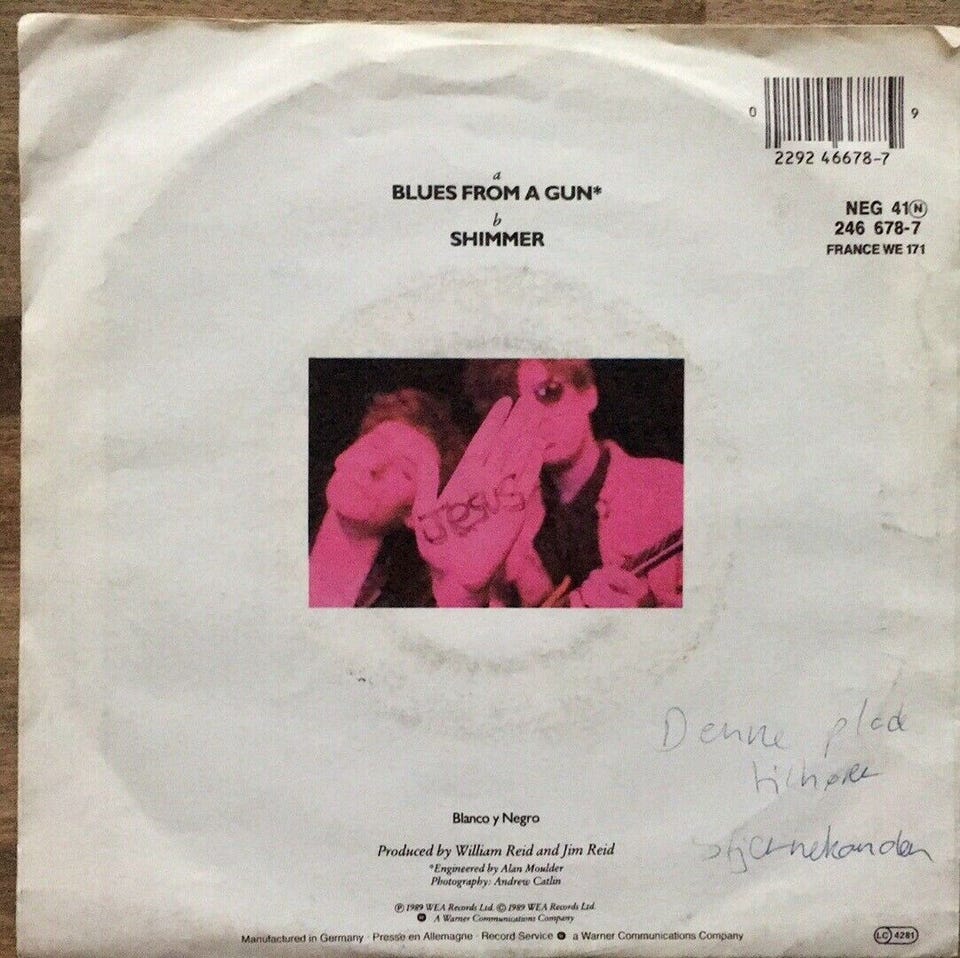 0 9
2292 46678-7
NEG 41Ⓝ
246 678-7
FRANCE WE 171
a
BLUES FROM A GUN*
b
SHIMMER
JESUS
Denne plade
tilhører
stjernekanden
Blanco y Negro
Produced by William Reid and Jim Reid
*Engineered by Alan Moulder
Photography: Andrew Catlin
Ⓟ 1989 WEA Records Ltd. © 1989 WEA Records Ltd.
A Warner Communications Company
Manufactured in Germany · Presse en Allemagne · Record Service a Warner Communications Company
LC 4281